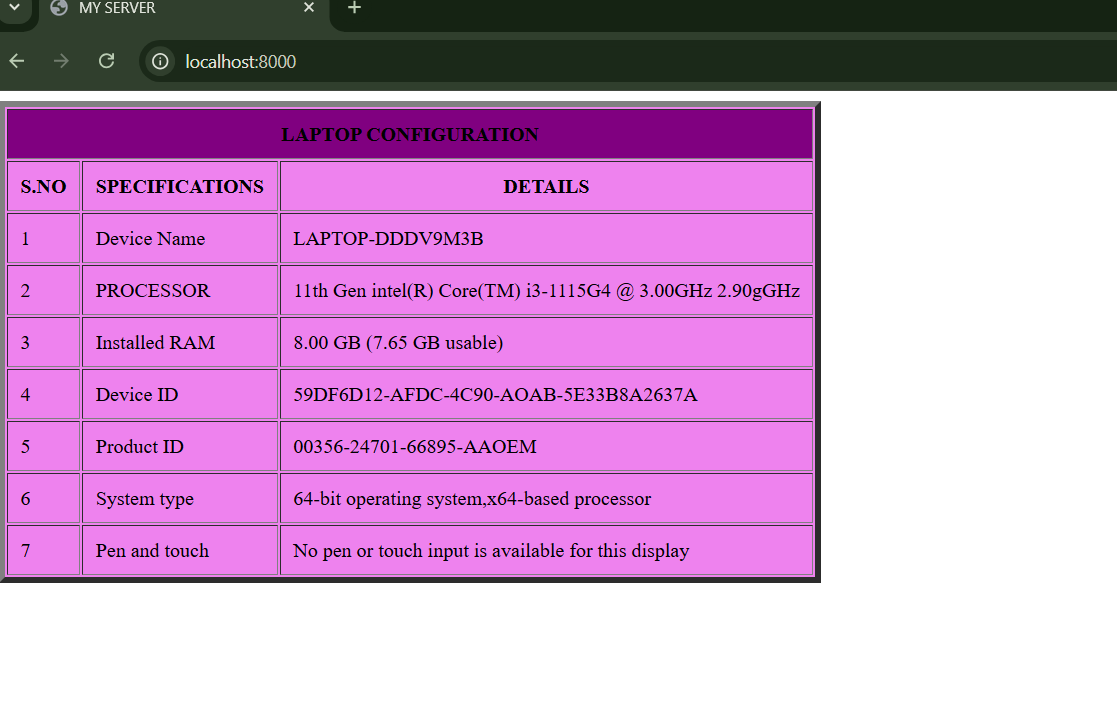 MY SERVER
localhost:8000
LAPTOP CONFIGURATION
S.NO SPECIFICATIONS DETAILS
1 Device Name LAPTOP-DDDV9M3B
2 PROCESSOR 11th Gen intel(R) Core(TM) i3-1115G4 @ 3.00GHz 2.90gGHz
3 Installed RAM 8.00 GB (7.65 GB usable)
4 Device ID 59DF6D12-AFDC-4C90-AOAB-5E33B8A2637A
5 Product ID 00356-24701-66895-AAOEM
6 System type 64-bit operating system,x64-based processor
7 Pen and touch No pen or touch input is available for this display